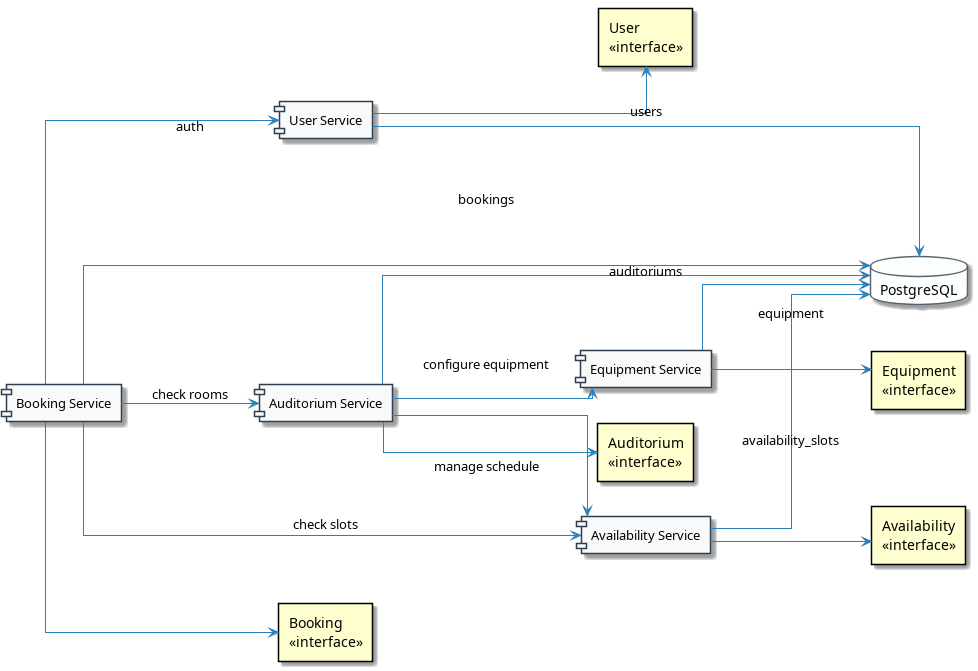 User
«interface»
users
User Service
auth
bookings
auditoriums
PostgreSQL
equipment
configure equipment
Equipment Service
Equipment
«interface»
check rooms
Booking Service
Auditorium Service
Auditorium
«interface»
availability_slots
manage schedule
check slots
Availability Service
Availability
«interface»
Booking
«interface»